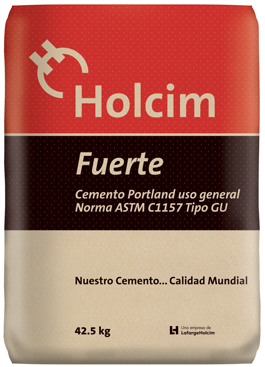 Holcim
Fuerte
Cemento Portland uso general
Norma ASTM C1157 Tipo GU
Nuestro Cemento... Calidad Mundial
42.5 kg
Una empresa de
LafargeHolcim